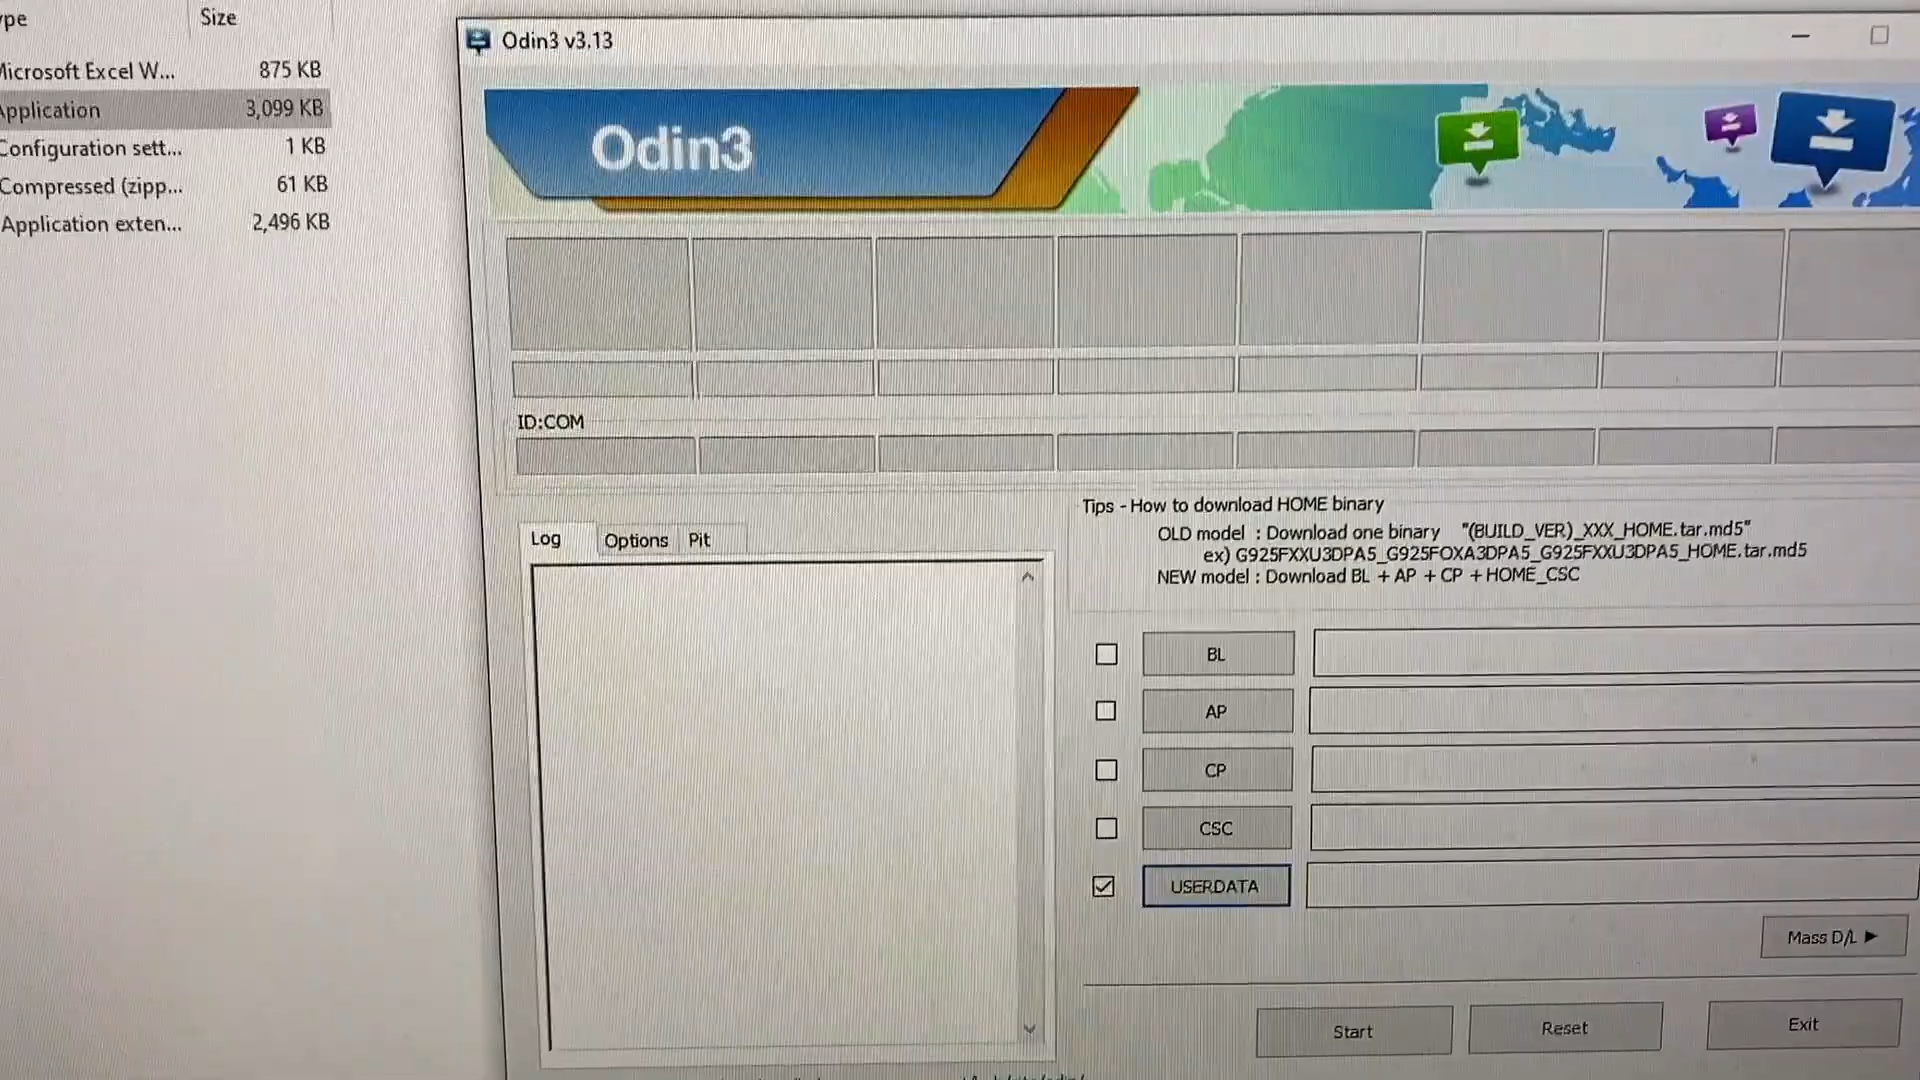 ype Size
Microsoft Excel W... 875 KB
Application 3,099 KB
Configuration sett... 1 KB
Compressed (zipp... 61 KB
Application exten... 2,496 KB
Odin3 v3.13
Odin3
ID:COM
Log Options Pit
Tips - How to download HOME binary
OLD model : Download one binary "(BUILD_VER)_XXX_HOME.tar.md5"
ex) G925FXXU3DPA5_G925FOXA3DPA5_G925FXXU3DPA5_HOME.tar.md5
NEW model : Download BL + AP + CP + HOME_CSC
BL
AP
CP
CSC
USERDATA
Mass D/L ▶
Start Reset Exit